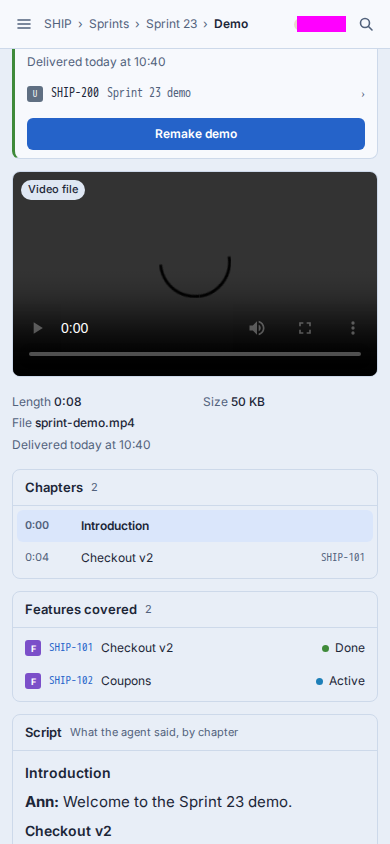 SHIP › Sprints › Sprint 23 › Demo
Delivered today at 10:40
U SHIP-200 Sprint 23 demo ›
Remake demo
Video file
0:00
Length 0:08 Size 50 KB
File sprint-demo.mp4
Delivered today at 10:40
Chapters 2
0:00 Introduction
0:04 Checkout v2 SHIP-101
Features covered 2
F SHIP-101 Checkout v2 Done
F SHIP-102 Coupons Active
Script What the agent said, by chapter
Introduction
Ann: Welcome to the Sprint 23 demo.
Checkout v2